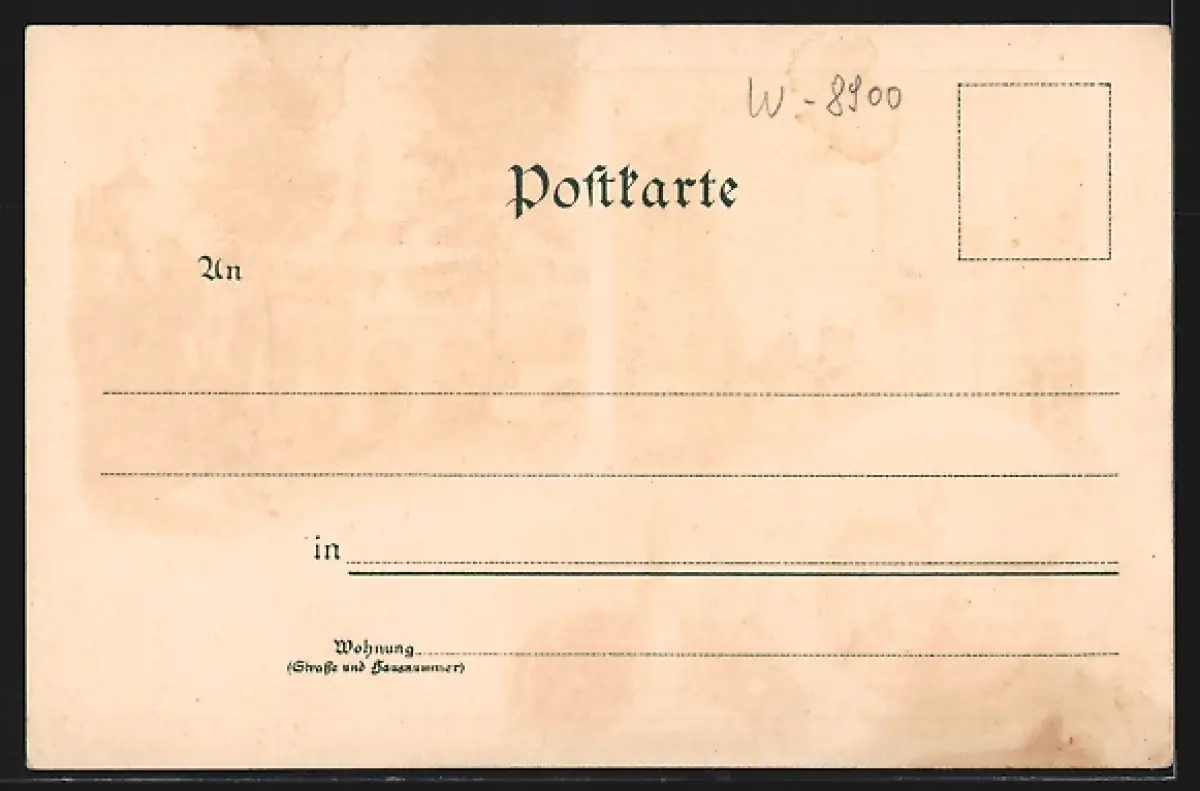 W - 8900
Poſtkarte
An
in
Wohnung
(Straße und Hausnummer)